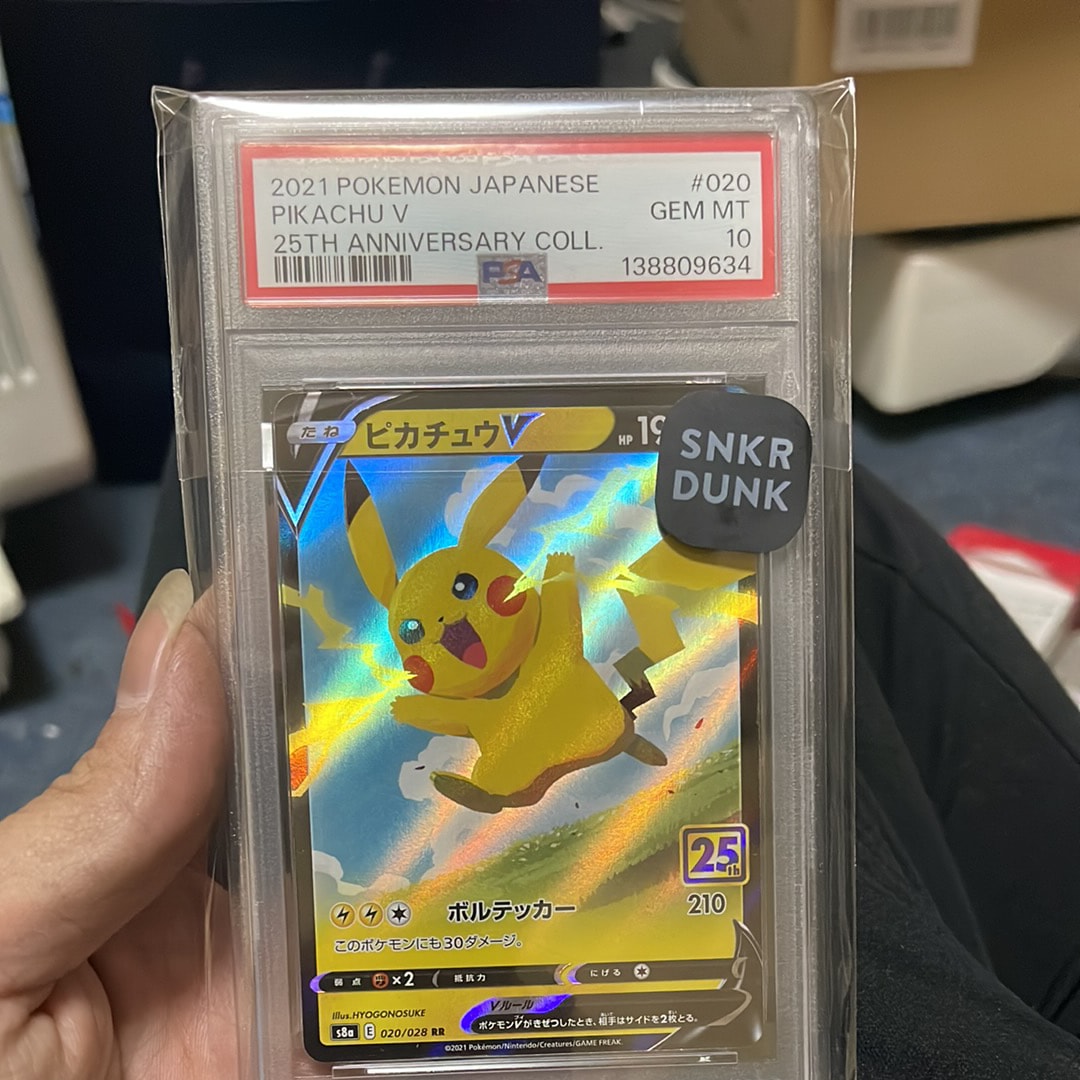 2021 POKEMON JAPANESE #020
PIKACHU V GEM MT
25TH ANNIVERSARY COLL. 10
PSA 138809634
たね ピカチュウV HP 19
SNKR
DUNK
25th
ボルテッカー 210
このポケモンにも30ダメージ。
弱点 ×2 抵抗力 にげる
Vルール
ポケモンVがきぜつしたとき、相手はサイドを2枚とる。
Illus.HYOGONOSUKE
s8a E 020/028 RR
©2021 Pokémon/Nintendo/Creatures/GAME FREAK.